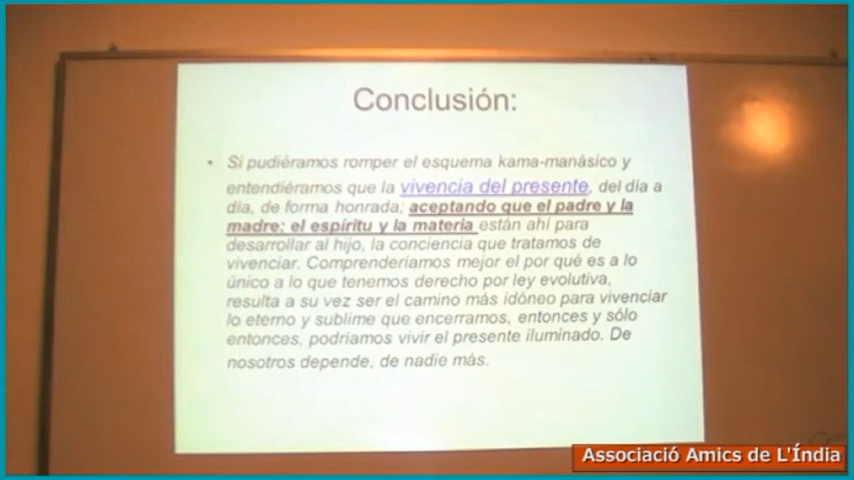 Conclusión:
• Si pudiéramos romper el esquema kama-manásico y
entendiéramos que la vivencia del presente, del día a
día, de forma honrada; aceptando que el padre y la
madre: el espíritu y la materia están ahí para
desarrollar al hijo, la conciencia que tratamos de
vivenciar. Comprenderíamos mejor el por qué es a lo
único a lo que tenemos derecho por ley evolutiva,
resulta a su vez ser el camino más idóneo para vivenciar
lo eterno y sublime que encerramos, entonces y sólo
entonces, podríamos vivir el presente iluminado. De
nosotros depende, de nadie más.
Associació Amics de L'Índia